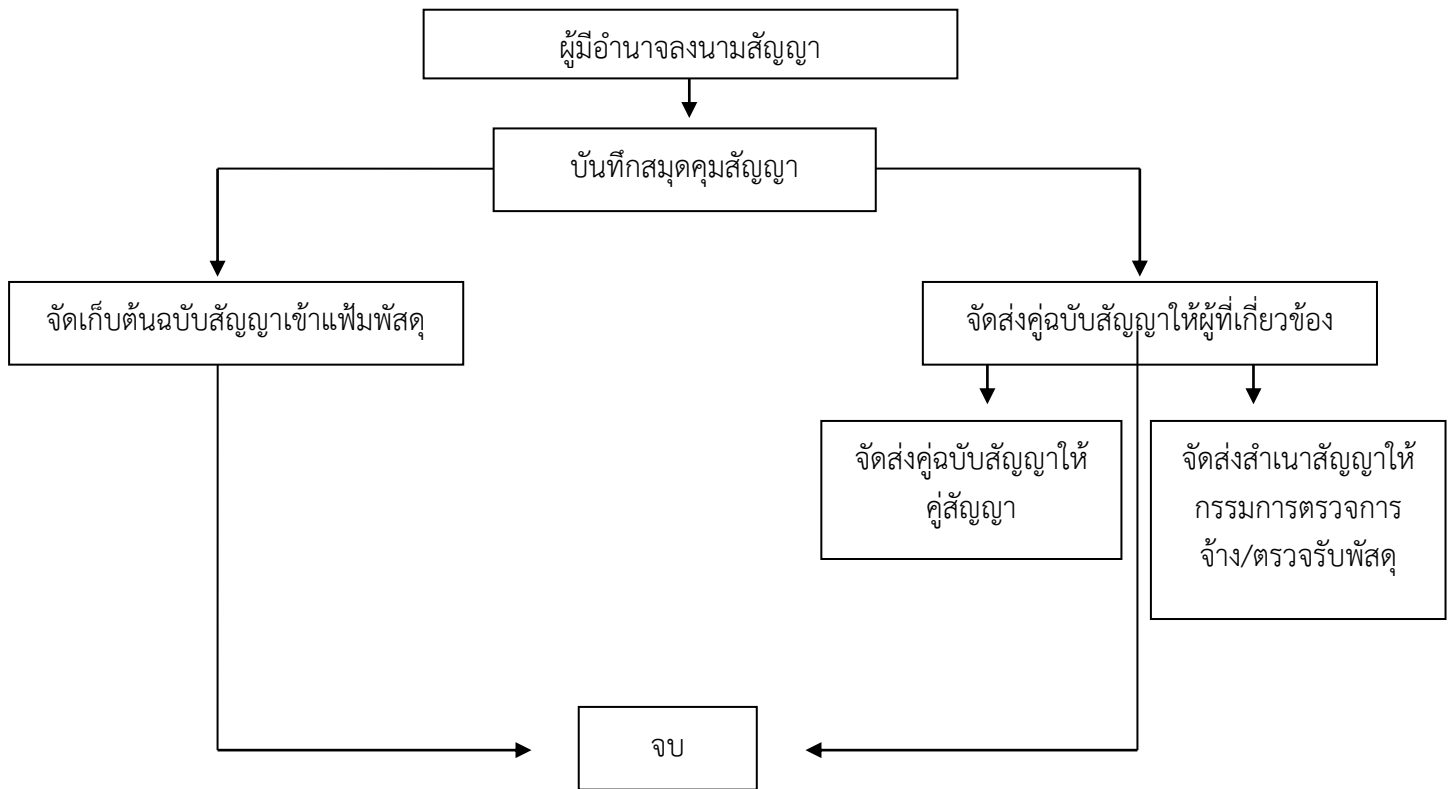 ผู้มีอำนาจลงนามสัญญา
บันทึกสมุดคุมสัญญา
จัดเก็บต้นฉบับสัญญาเข้าแฟ้มพัสดุ
จัดส่งคู่ฉบับสัญญาให้ผู้ที่เกี่ยวข้อง
จัดส่งคู่ฉบับสัญญาให้
คู่สัญญา
จัดส่งสำเนาสัญญาให้
กรรมการตรวจการ
จ้าง/ตรวจรับพัสดุ
จบ